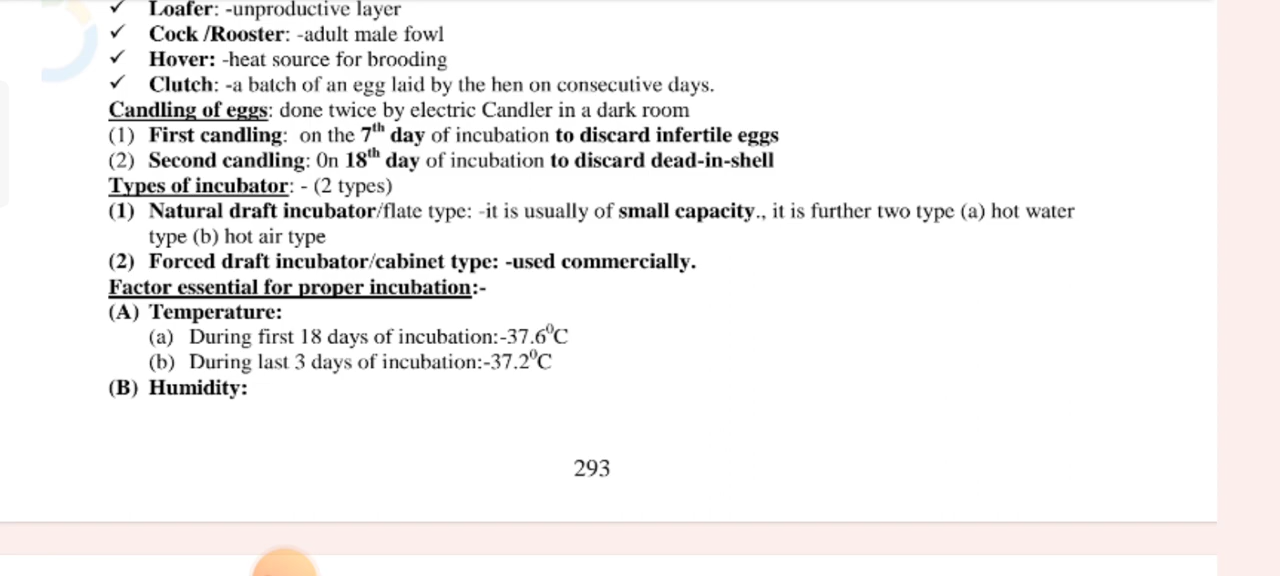 ✓ Loafer: -unproductive layer
✓ Cock /Rooster: -adult male fowl
✓ Hover: -heat source for brooding
✓ Clutch: -a batch of an egg laid by the hen on consecutive days.
Candling of eggs: done twice by electric Candler in a dark room
(1) First candling: on the 7th day of incubation to discard infertile eggs
(2) Second candling: 0n 18th day of incubation to discard dead-in-shell
Types of incubator: - (2 types)
(1) Natural draft incubator/flate type: -it is usually of small capacity., it is further two type (a) hot water
type (b) hot air type
(2) Forced draft incubator/cabinet type: -used commercially.
Factor essential for proper incubation:-
(A) Temperature:
(a) During first 18 days of incubation:-37.6⁰C
(b) During last 3 days of incubation:-37.2⁰C
(B) Humidity:
293